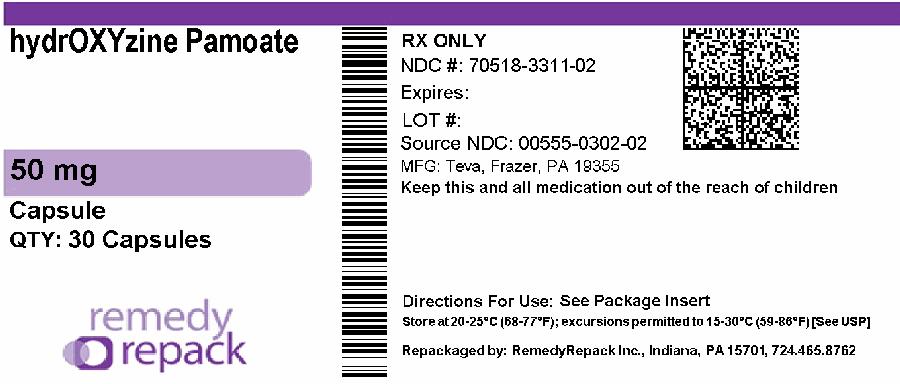 hydrOXYzine Pamoate
50 mg
Capsule
QTY: 30 Capsules
remedy
repack
RX ONLY
NDC #: 70518-3311-02
Expires:
LOT #:
Source NDC: 00555-0302-02
MFG: Teva, Frazer, PA 19355
Keep this and all medication out of the reach of children
Directions For Use: See Package Insert
Store at 20-25°C (68-77°F); excursions permitted to 15-30°C (59-86°F) [See USP]
Repackaged by: RemedyRepack Inc., Indiana, PA 15701, 724.465.8762